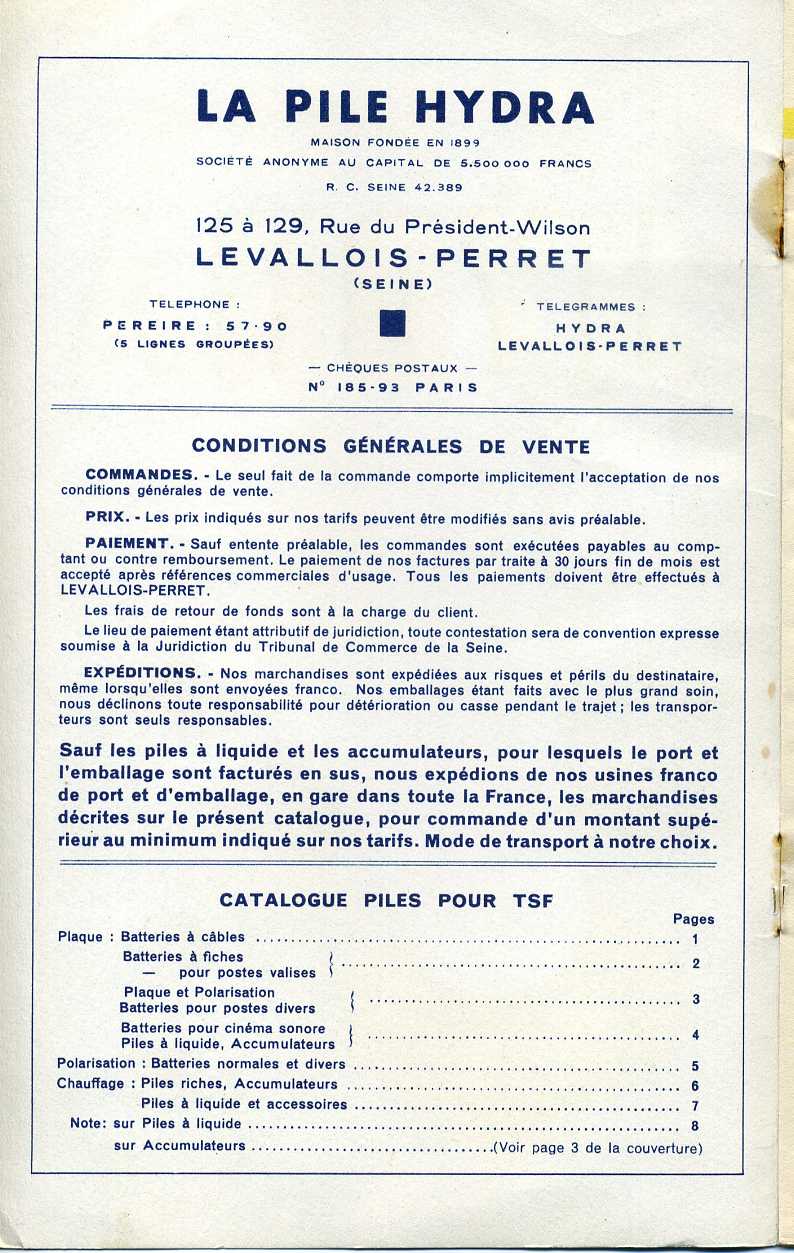 LA PILE HYDRA
MAISON FONDÉE EN 1899
SOCIÉTÉ ANONYME AU CAPITAL DE 5.500 000 FRANCS
R. C. SEINE 42.389
125 à 129, Rue du Président-Wilson
LEVALLOIS-PERRET
(SEINE)
TELEPHONE :
PEREIRE : 57-90
(5 LIGNES GROUPÉES)
TELEGRAMMES :
HYDRA
LEVALLOIS-PERRET
— CHÈQUES POSTAUX —
N° 185-93 PARIS
CONDITIONS GÉNÉRALES DE VENTE
COMMANDES. - Le seul fait de la commande comporte implicitement l'acceptation de nos
conditions générales de vente.
PRIX. - Les prix indiqués sur nos tarifs peuvent être modifiés sans avis préalable.
PAIEMENT. - Sauf entente préalable, les commandes sont exécutées payables au comp-
tant ou contre remboursement. Le paiement de nos factures par traite à 30 jours fin de mois est
accepté après références commerciales d'usage. Tous les paiements doivent être effectués à
LEVALLOIS-PERRET.
Les frais de retour de fonds sont à la charge du client.
Le lieu de paiement étant attributif de juridiction, toute contestation sera de convention expresse
soumise à la Juridiction du Tribunal de Commerce de la Seine.
EXPÉDITIONS. - Nos marchandises sont expédiées aux risques et périls du destinataire,
même lorsqu'elles sont envoyées franco. Nos emballages étant faits avec le plus grand soin,
nous déclinons toute responsabilité pour détérioration ou casse pendant le trajet ; les transpor-
teurs sont seuls responsables.
Sauf les piles à liquide et les accumulateurs, pour lesquels le port et
l'emballage sont facturés en sus, nous expédions de nos usines franco
de port et d'emballage, en gare dans toute la France, les marchandises
décrites sur le présent catalogue, pour commande d'un montant supé-
rieur au minimum indiqué sur nos tarifs. Mode de transport à notre choix.
CATALOGUE PILES POUR TSF
Pages
Plaque : Batteries à câbles ........ 1
Batteries à fiches
— pour postes valises ........ 2
Plaque et Polarisation
Batteries pour postes divers ........ 3
Batteries pour cinéma sonore
Piles à liquide, Accumulateurs ........ 4
Polarisation : Batteries normales et divers ........ 5
Chauffage : Piles riches, Accumulateurs ........ 6
Piles à liquide et accessoires ........ 7
Note: sur Piles à liquide ........ 8
sur Accumulateurs ........ (Voir page 3 de la couverture)